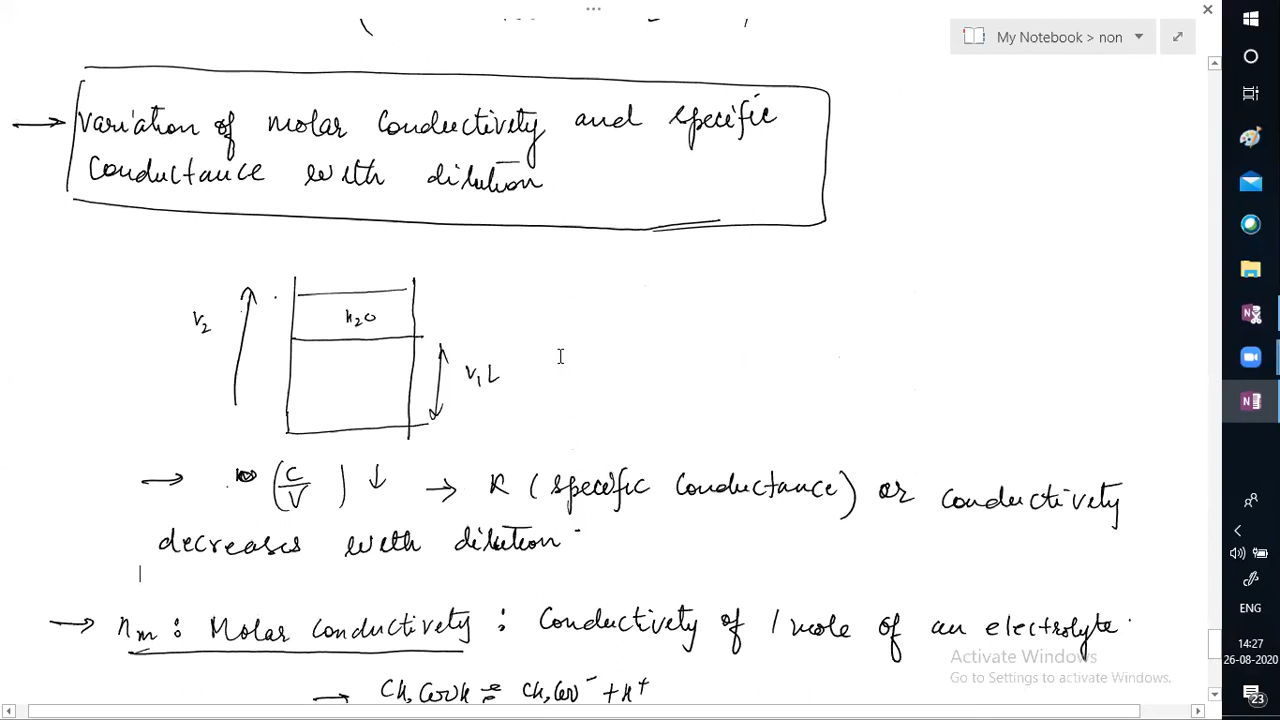 My Notebook > non
→ Variation of molar conductivity and specific
conductance with dilution
V2
H2O
V1 L
→ (C/V) ↓ → K (specific conductance) or conductivity
decreases with dilution
→ Λm : Molar conductivity : Conductivity of 1 mole of an electrolyte.
→ CH3COOH ⇌ CH3COO⁻ + H⁺
Activate Windows
Go to Settings to activate Windows.
ENG
14:27
26-08-2020
23